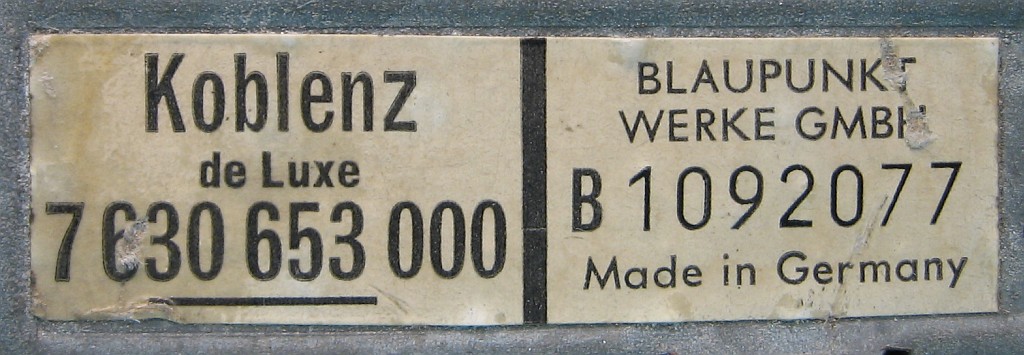 Koblenz
de Luxe
7 630 653 000
BLAUPUNKT
WERKE GMBH
B 1092077
Made in Germany